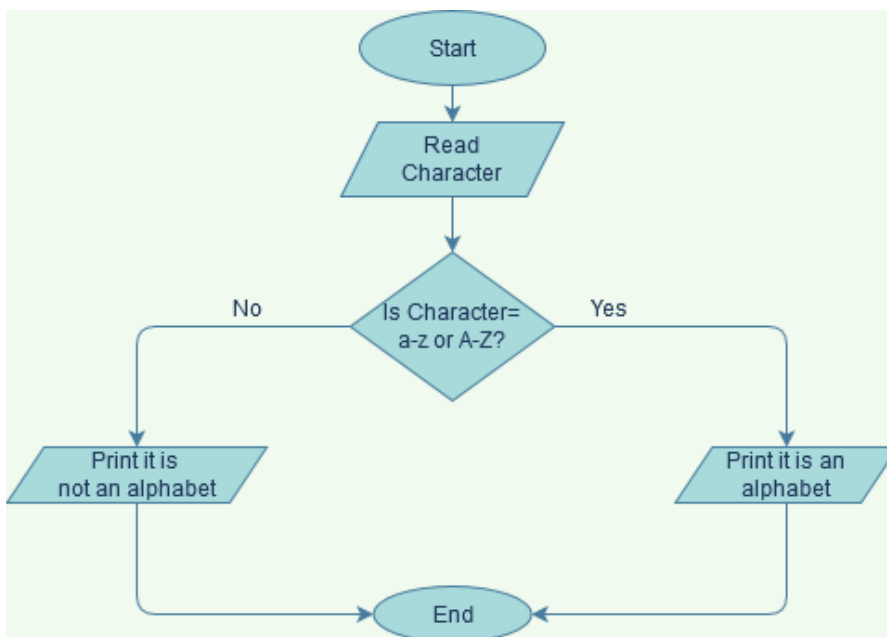 Start
Read
Character
Is Character=
a-z or A-Z?
No
Yes
Print it is
not an alphabet
Print it is an
alphabet
End